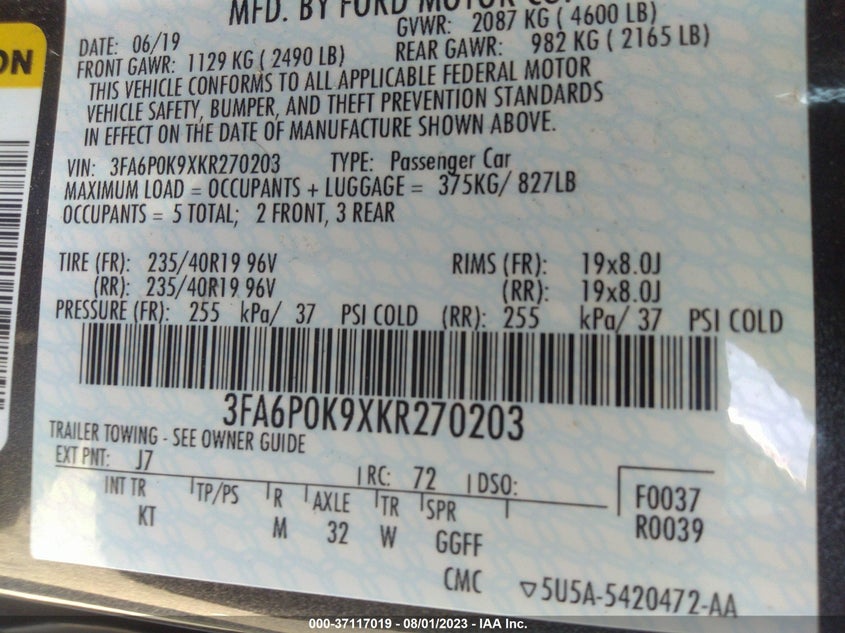 MFD. BY FORD MOTOR CO.
DATE: 06/19 GVWR: 2087 KG ( 4600 LB)
FRONT GAWR: 1129 KG ( 2490 LB) REAR GAWR: 982 KG ( 2165 LB)
THIS VEHICLE CONFORMS TO ALL APPLICABLE FEDERAL MOTOR
VEHICLE SAFETY, BUMPER, AND THEFT PREVENTION STANDARDS
IN EFFECT ON THE DATE OF MANUFACTURE SHOWN ABOVE.
VIN: 3FA6P0K9XKR270203 TYPE: Passenger Car
MAXIMUM LOAD = OCCUPANTS + LUGGAGE = 375KG/ 827LB
OCCUPANTS = 5 TOTAL; 2 FRONT, 3 REAR
TIRE (FR): 235/40R19 96V RIMS (FR): 19x8.0J
(RR): 235/40R19 96V (RR): 19x8.0J
PRESSURE (FR): 255 kPa/ 37 PSI COLD (RR): 255 kPa/ 37 PSI COLD
3FA6P0K9XKR270203
TRAILER TOWING - SEE OWNER GUIDE
EXT PNT: J7 RC: 72 DSO:
INT TR TP/PS R AXLE TR SPR
KT M 32 W GGFF
F0037
R0039
CMC 5U5A-5420472-AA
ON
000-37117019 - 08/01/2023 - IAA Inc.